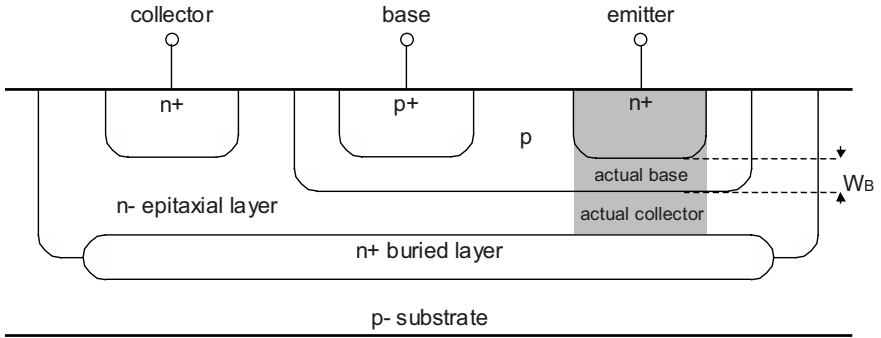 collector
base
emitter
n+
p+
n+
p
actual base
WB
n- epitaxial layer
actual collector
n+ buried layer
p- substrate